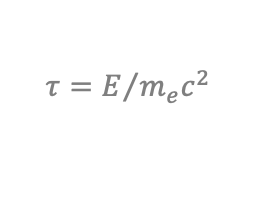 τ = E/mₑc²